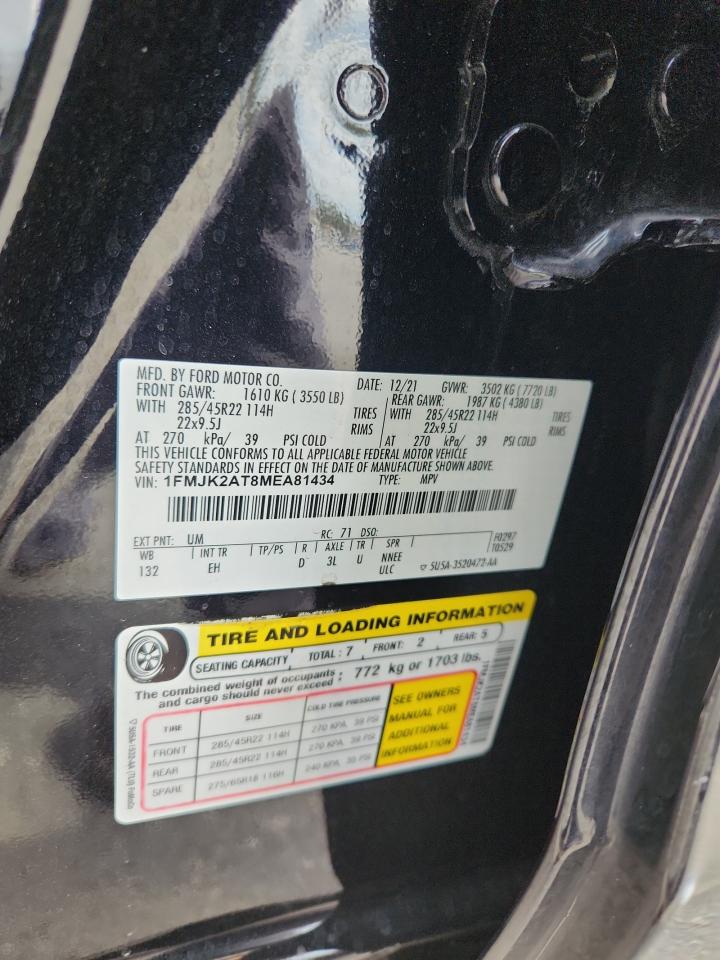 MFD. BY FORD MOTOR CO.
DATE: 12/21 GVWR: 3502 KG ( 7720 LB)
FRONT GAWR: 1610 KG ( 3550 LB) REAR GAWR: 1987 KG ( 4380 LB)
WITH 285/45R22 114H TIRES WITH 285/45R22 114H TIRES
22x9.5J RIMS 22x9.5J RIMS
AT 270 kPa/ 39 PSI COLD AT 270 kPa/ 39 PSI COLD
THIS VEHICLE CONFORMS TO ALL APPLICABLE FEDERAL MOTOR VEHICLE
SAFETY STANDARDS IN EFFECT ON THE DATE OF MANUFACTURE SHOWN ABOVE.
VIN: 1FMJK2AT8MEA81434 TYPE: MPV
EXT PNT: UM RC: 71 DSO: F0297
WB INT TR TP/PS R AXLE TR SPR T0529
132 EH D 3L U NNEE
ULC ▽ 5U5A-3520472-AA
TIRE AND LOADING INFORMATION
SEATING CAPACITY TOTAL : 7 FRONT: 2 REAR: 5
The combined weight of occupants
and cargo should never exceed : 772 kg or 1703 lbs.
TIRE SIZE COLD TIRE PRESSURE
FRONT 285/45R22 114H 270 KPA, 39 PSI
REAR 285/45R22 114H 270 KPA, 39 PSI
SPARE 275/65R18 116H 240 KPA, 35 PSI
SEE OWNERS
MANUAL FOR
ADDITIONAL
INFORMATION